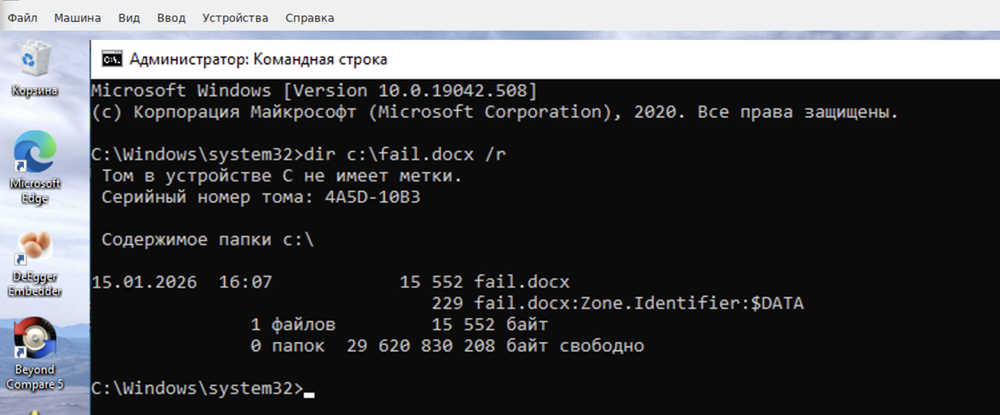 Файл Машина Вид Ввод Устройства Справка
Корзина
Microsoft
Edge
DeEgger
Embedder
Beyond
Compare 5
C:\.
Администратор: Командная строка
Microsoft Windows [Version 10.0.19042.508]
(c) Корпорация Майкрософт (Microsoft Corporation), 2020. Все права защищены.
C:\Windows\system32>dir c:\fail.docx /r
Том в устройстве C не имеет метки.
Серийный номер тома: 4A5D-10B3
Содержимое папки c:\
15.01.2026 16:07 15 552 fail.docx
229 fail.docx:Zone.Identifier:$DATA
1 файлов 15 552 байт
0 папок 29 620 830 208 байт свободно
C:\Windows\system32>